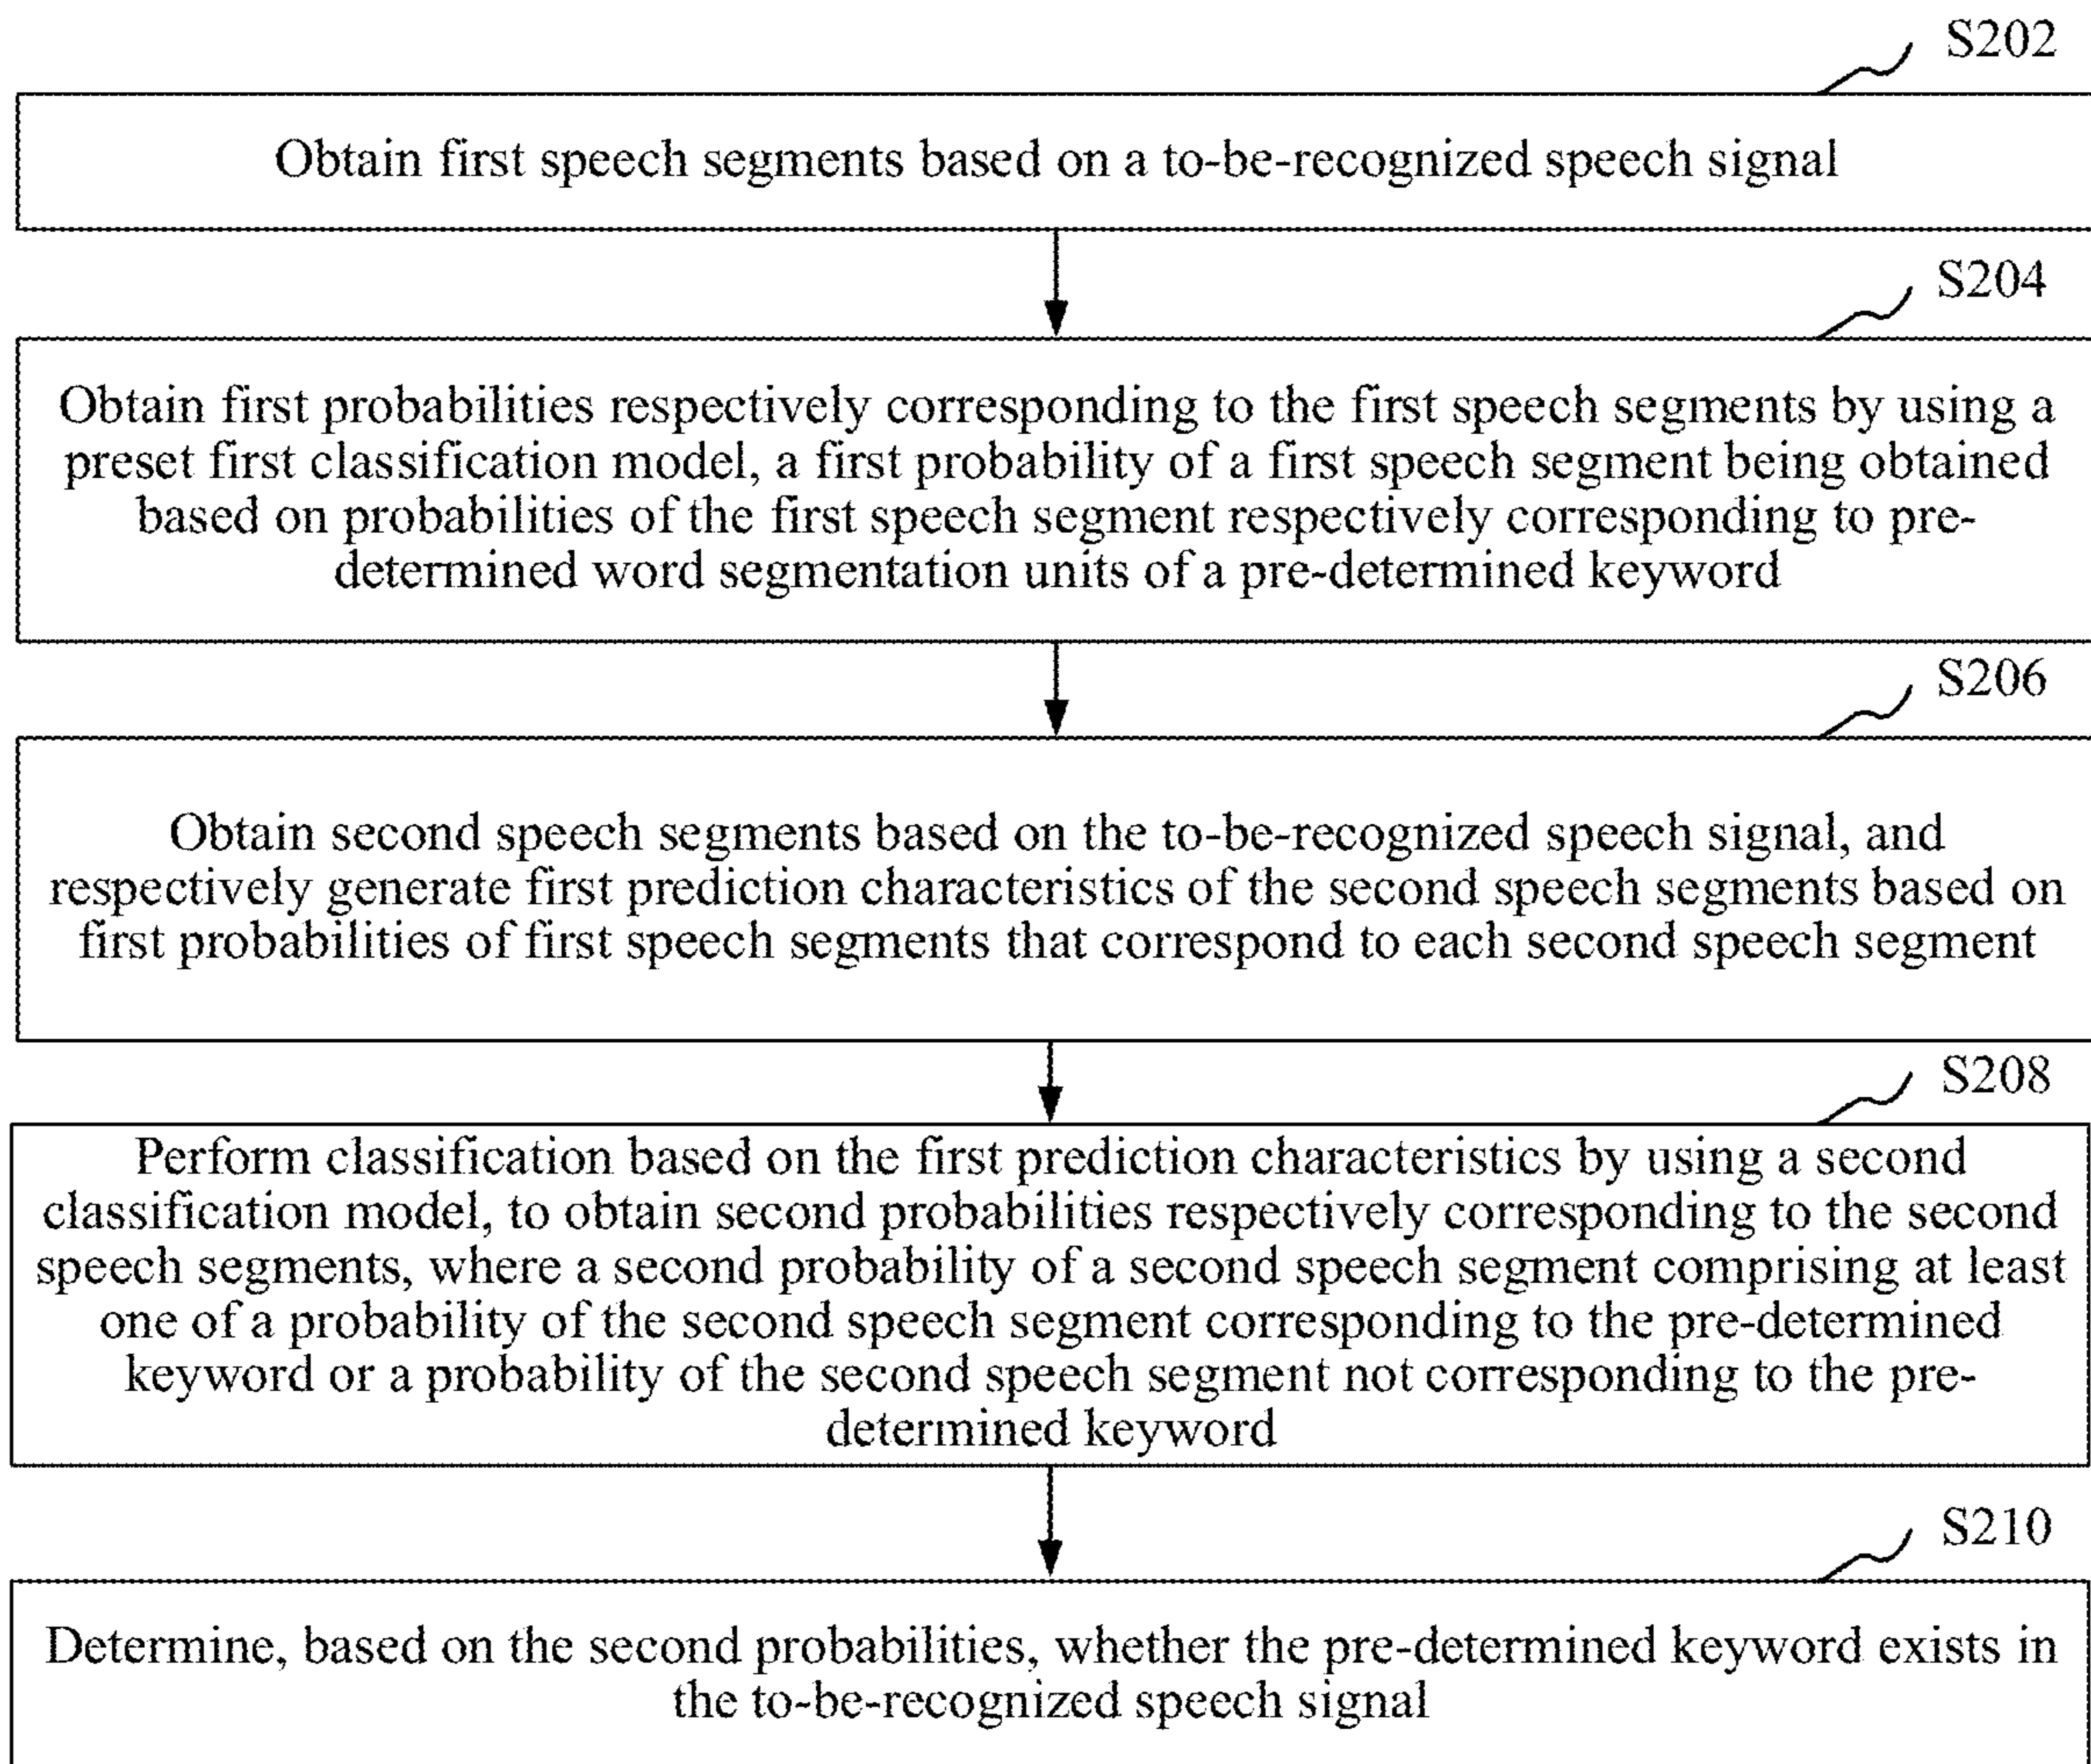 S202
Obtain first speech segments based on a to-be-recognized speech signal
S204
Obtain first probabilities respectively corresponding to the first speech segments by using a
preset first classification model, a first probability of a first speech segment being obtained
based on probabilities of the first speech segment respectively corresponding to pre-
determined word segmentation units of a pre-determined keyword
S206
Obtain second speech segments based on the to-be-recognized speech signal, and
respectively generate first prediction characteristics of the second speech segments based on
first probabilities of first speech segments that correspond to each second speech segment
S208
Perform classification based on the first prediction characteristics by using a second
classification model, to obtain second probabilities respectively corresponding to the second
speech segments, where a second probability of a second speech segment comprising at least
one of a probability of the second speech segment corresponding to the pre-determined
keyword or a probability of the second speech segment not corresponding to the pre-
determined keyword
S210
Determine, based on the second probabilities, whether the pre-determined keyword exists in
the to-be-recognized speech signal